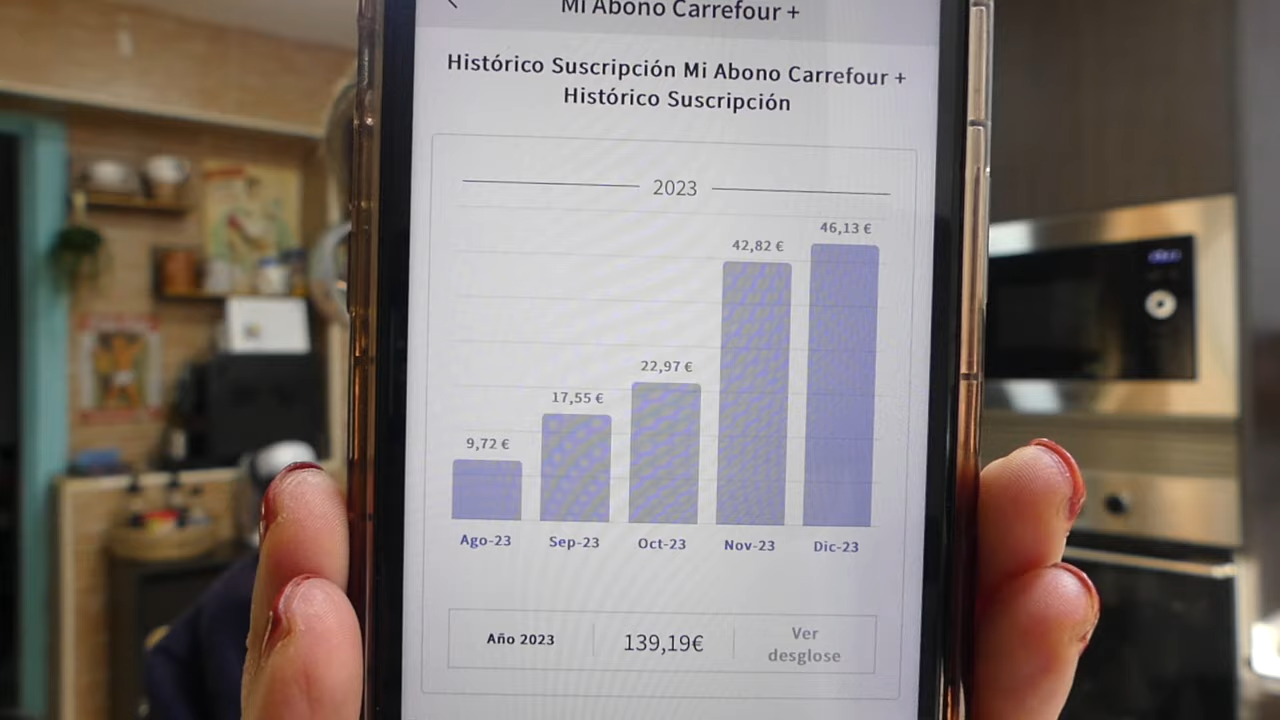 Mi Abono Carrefour +
Histórico Suscripción Mi Abono Carrefour +
Histórico Suscripción
2023
46,13 €
42,82 €
22,97 €
17,55 €
9,72 €
Ago-23 Sep-23 Oct-23 Nov-23 Dic-23
Año 2023 139,19€ Ver
desglose